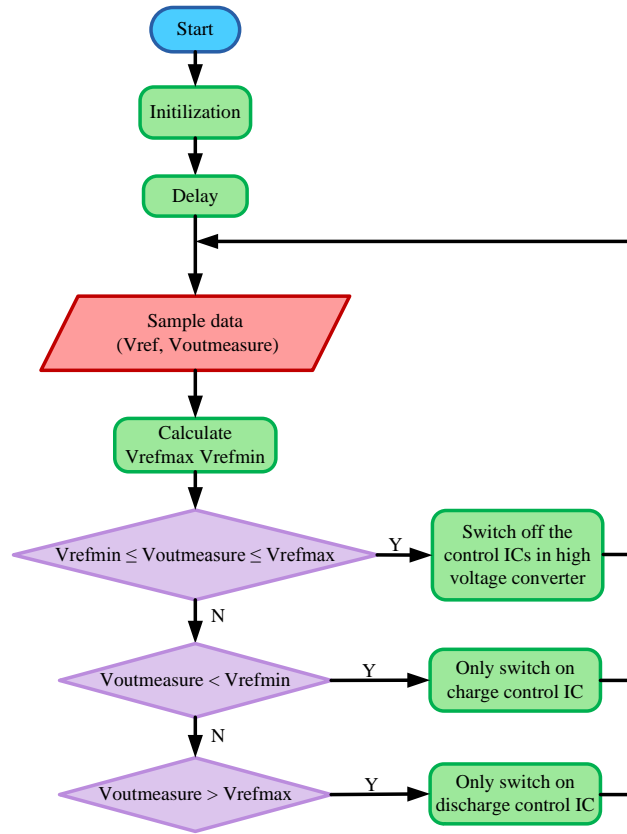 Start
Initilization
Delay
Sample data
(Vref, Voutmeasure)
Calculate
Vrefmax Vrefmin
Vrefmin ≤ Voutmeasure ≤ Vrefmax
Y
Switch off the
control ICs in high
voltage converter
N
Voutmeasure < Vrefmin
Y
Only switch on
charge control IC
N
Voutmeasure > Vrefmax
Y
Only switch on
discharge control IC